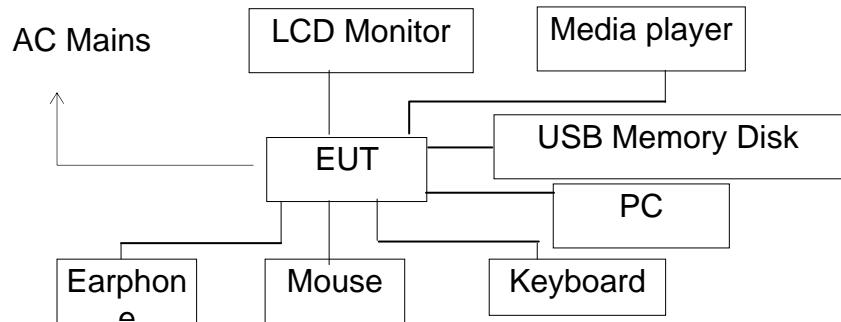 AC Mains
LCD Monitor
Media player
USB Memory Disk
EUT
PC
Earphon
e
Mouse
Keyboard